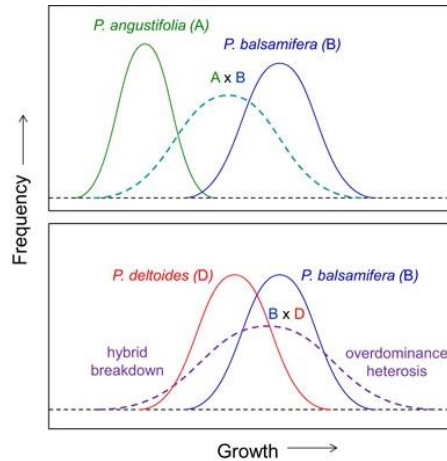 P. angustifolia (A)
P. balsamifera (B)
A x B
Frequency
P. deltoides (D)
P. balsamifera (B)
B x D
hybrid
breakdown
overdominance
heterosis
Growth